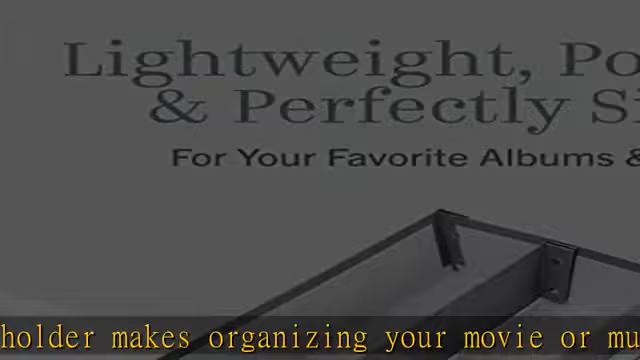 Lightweight, Po
& Perfectly Si
For Your Favorite Albums &
holder makes organizing your movie or mu